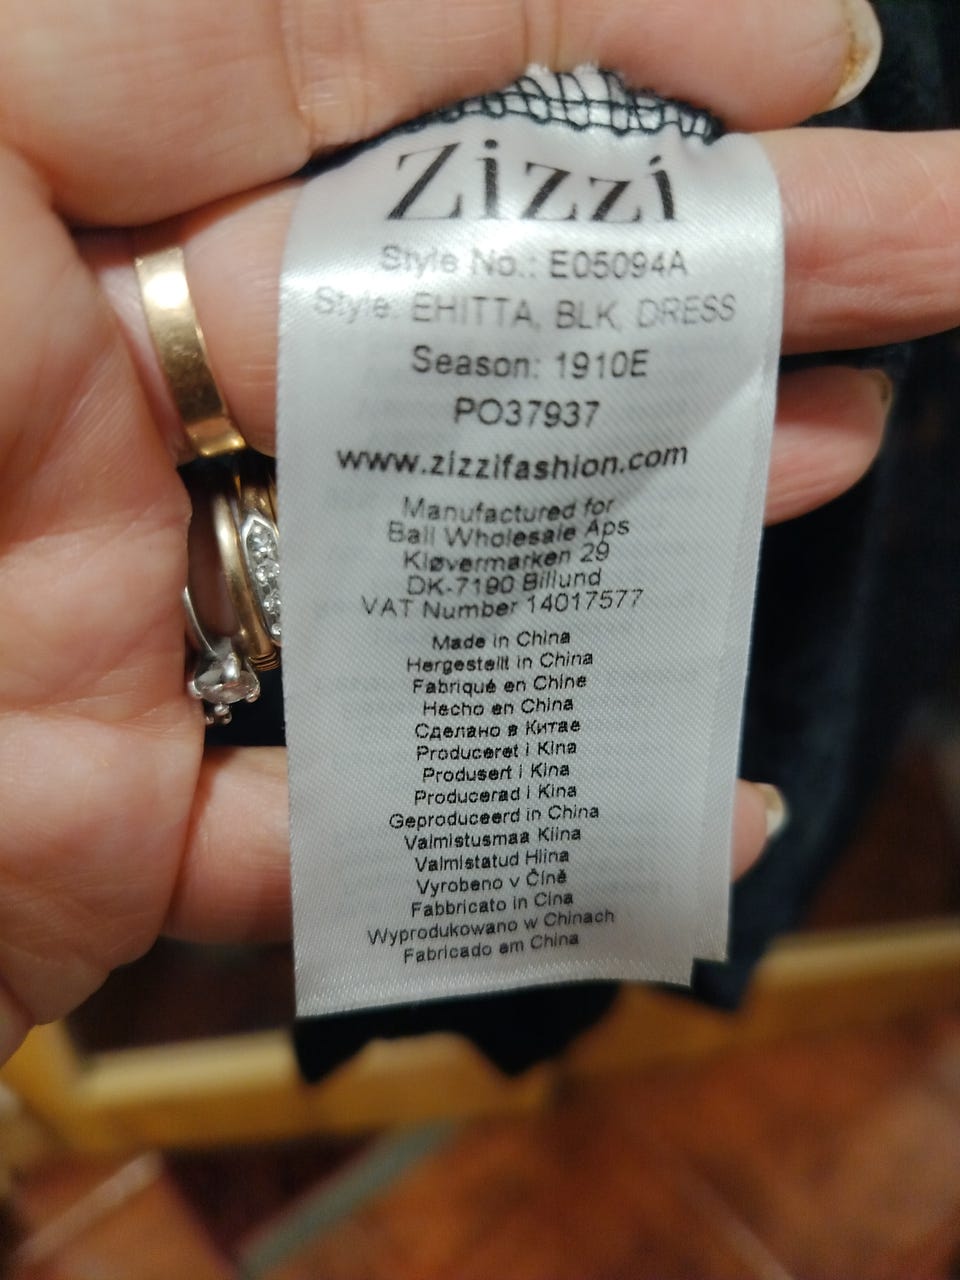 Zizzi
Style No.: E05094A
Style: EHITTA, BLK, DRESS
Season: 1910E
PO37937
www.zizzifashion.com
Manufactured for
Ball Wholesale Aps
Kløvermarken 29
DK-7190 Billund
VAT Number 14017577
Made in China
Hergestellt in China
Fabriqué en Chine
Hecho en China
Сделано в Китае
Produceret i Kina
Produsert i Kina
Producerad i Kina
Geproduceerd in China
Valmistusmaa Kiina
Valmistatud Hiina
Vyrobeno v Číně
Fabbricato in Cina
Wyprodukowano w Chinach
Fabricado em China